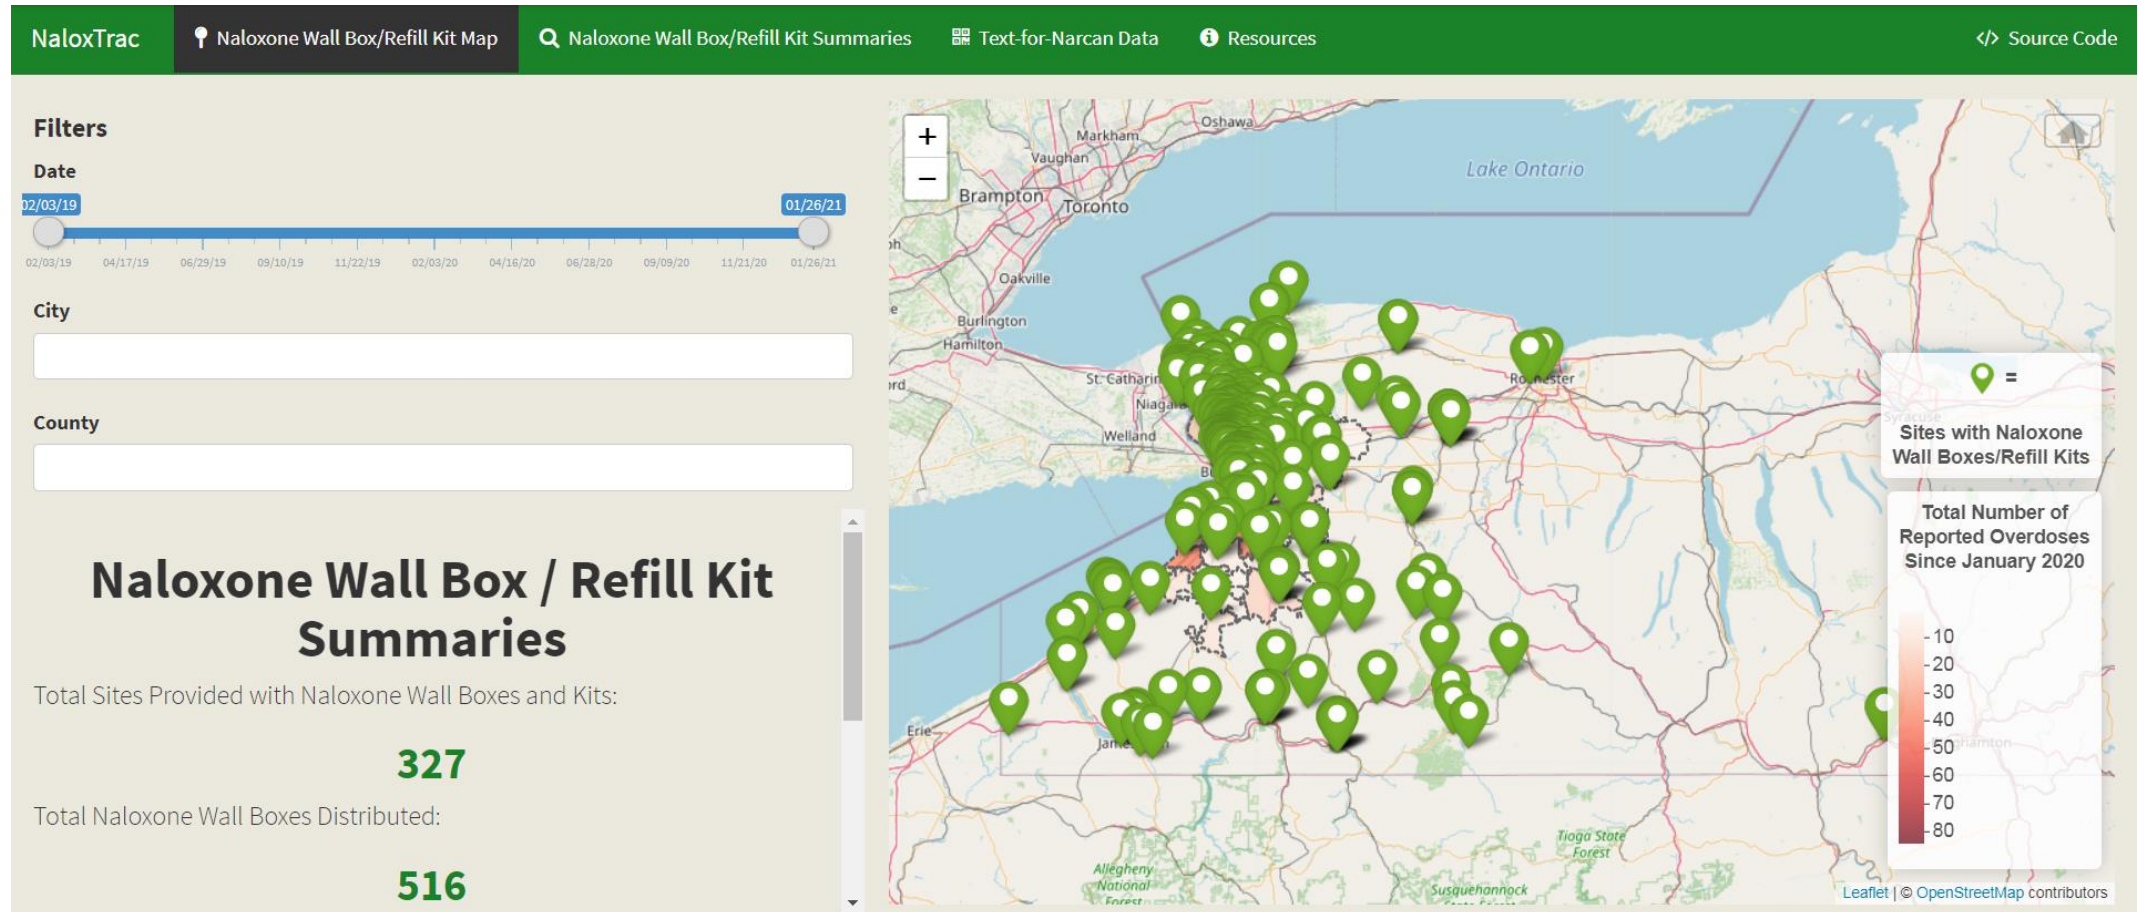 NaloxTrac
Naloxone Wall Box/Refill Kit Map
Naloxone Wall Box/Refill Kit Summaries
Text-for-Narcan Data
Resources
</> Source Code
Filters
Date
02/03/19
01/26/21
02/03/19 04/17/19 06/29/19 09/10/19 11/22/19 02/03/20 04/16/20 06/28/20 09/09/20 11/21/20 01/26/21
City
County
Naloxone Wall Box / Refill Kit
Summaries
Total Sites Provided with Naloxone Wall Boxes and Kits:
327
Total Naloxone Wall Boxes Distributed:
516
+
−
Oshawa
Markham
Vaughan
Lake Ontario
Brampton
Toronto
Oakville
Burlington
Hamilton
St. Catharin
Niaga
Welland
Erie
Syracuse
=
Sites with Naloxone
Wall Boxes/Refill Kits
Total Number of
Reported Overdoses
Since January 2020
10
20
30
40
50
60
70
80
Tioga State
Forest
Allegheny
National
Forest
Susquehannock
State Forest
Leaflet | © OpenStreetMap contributors